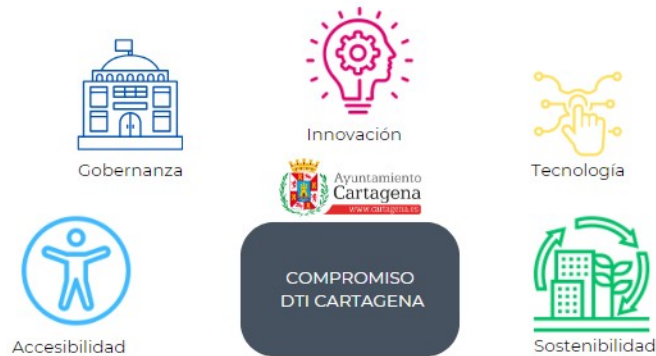 Innovación
Gobernanza
Tecnología
Ayuntamiento
Cartagena
www.cartagena.es
COMPROMISO
DTI CARTAGENA
Accesibilidad
Sostenibilidad